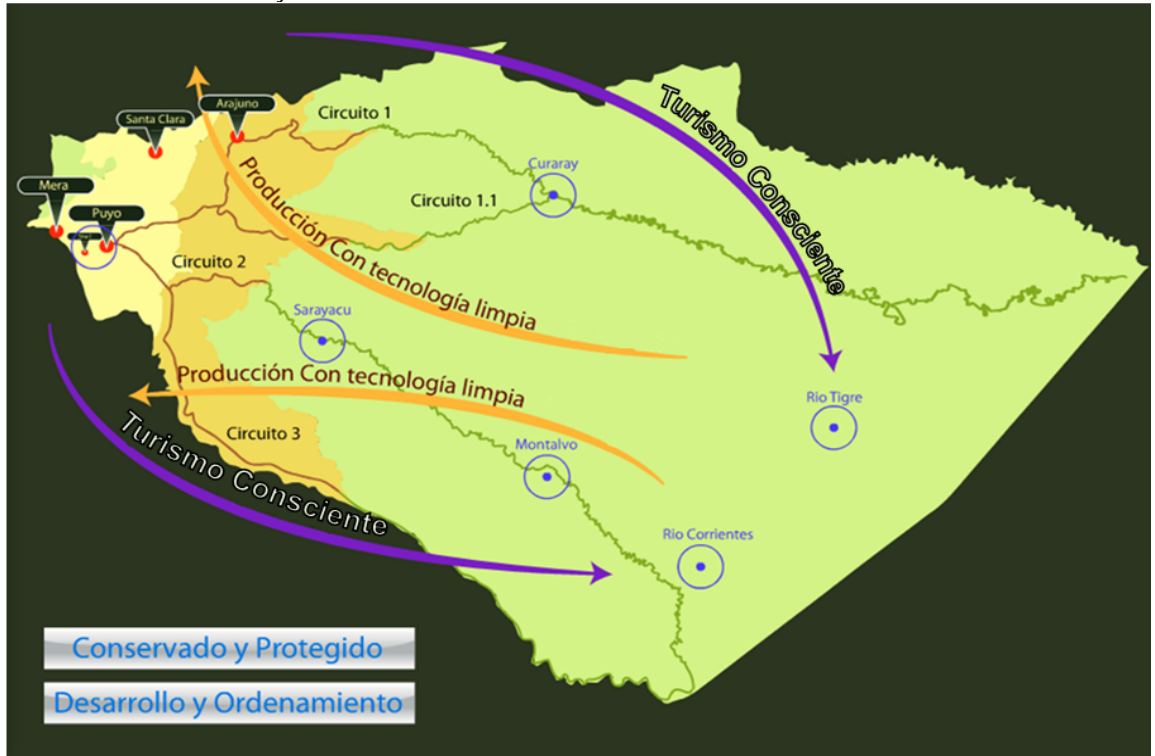 Arajuno
Santa Clara
Circuito 1
Turismo Consciente
Curaray
Mera
Producción Con tecnología limpia
Circuito 1.1
Puyo
Circuito 2
Sarayacu
Producción Con tecnología limpia
Rio Tigre
Circuito 3
Turismo Consciente
Montalvo
Rio Corrientes
Conservado y Protegido
Desarrollo y Ordenamiento